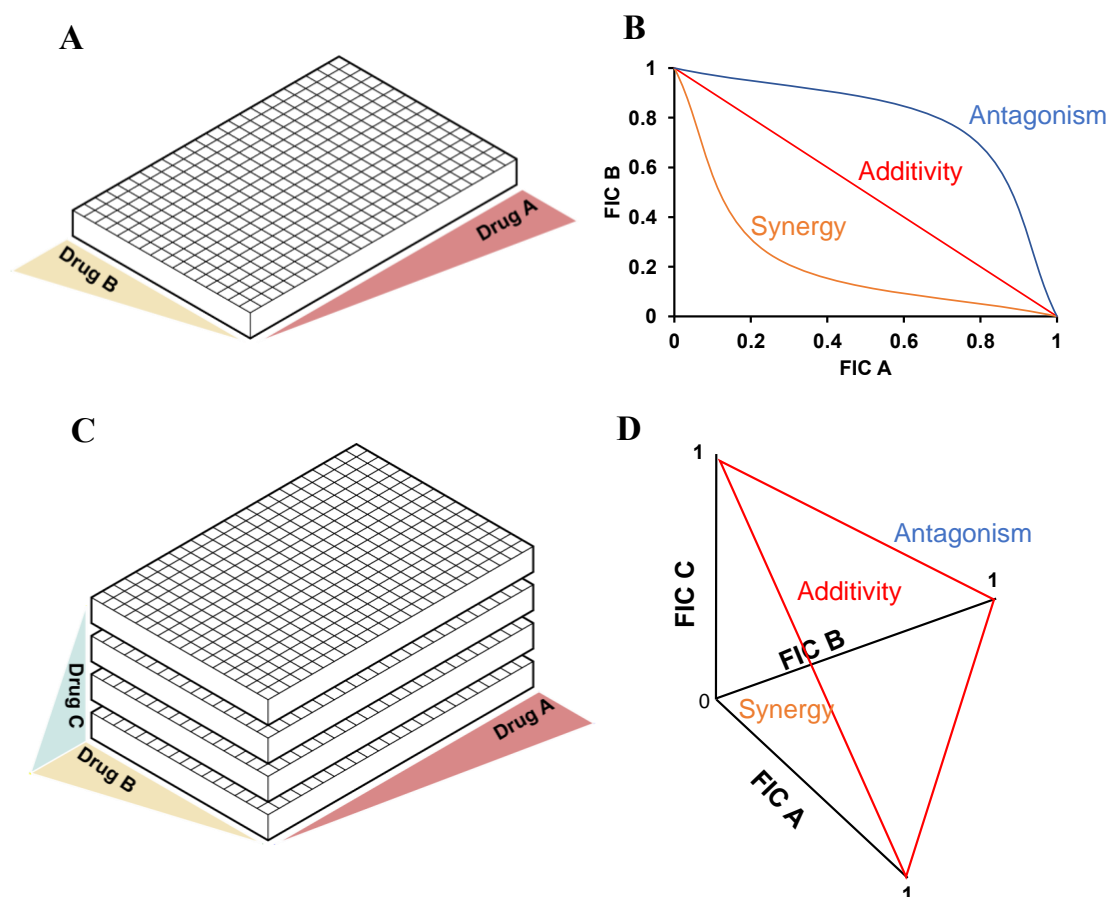 A
Drug B
Drug A
B
1
0.8
0.6
0.4
0.2
0
0
0.2
0.4
0.6
0.8
1
FIC B
FIC A
Antagonism
Additivity
Synergy
C
Drug C
Drug B
Drug A
D
1
FIC C
Antagonism
1
Additivity
FIC B
0
Synergy
FIC A
1